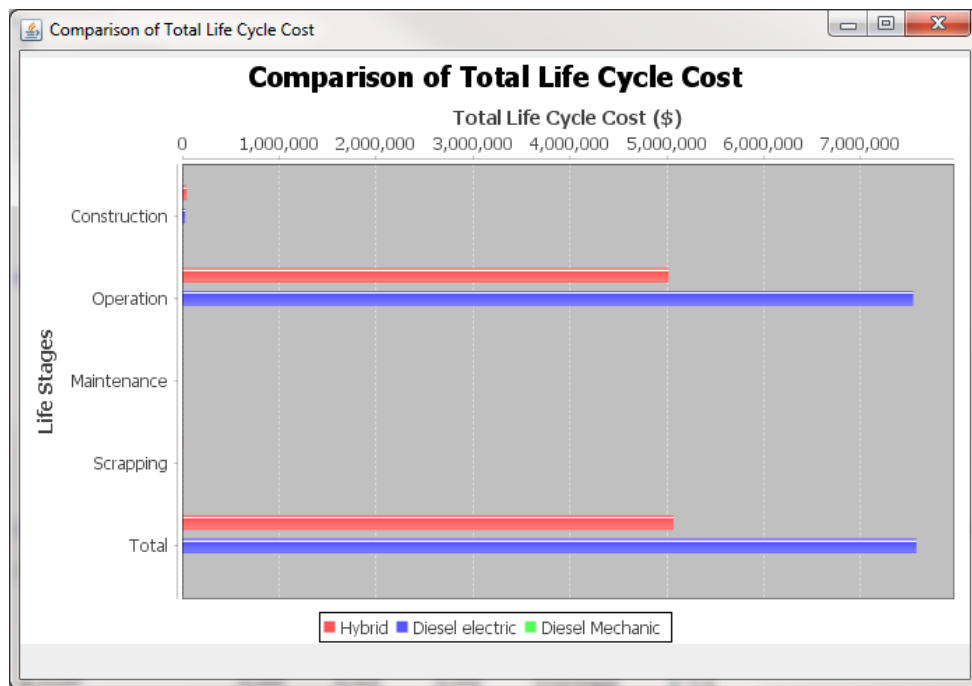 Comparison of Total Life Cycle Cost
Comparison of Total Life Cycle Cost
Total Life Cycle Cost ($)
0 1,000,000 2,000,000 3,000,000 4,000,000 5,000,000 6,000,000 7,000,000
Life Stages
Construction
Operation
Maintenance
Scrapping
Total
Hybrid Diesel electric Diesel Mechanic